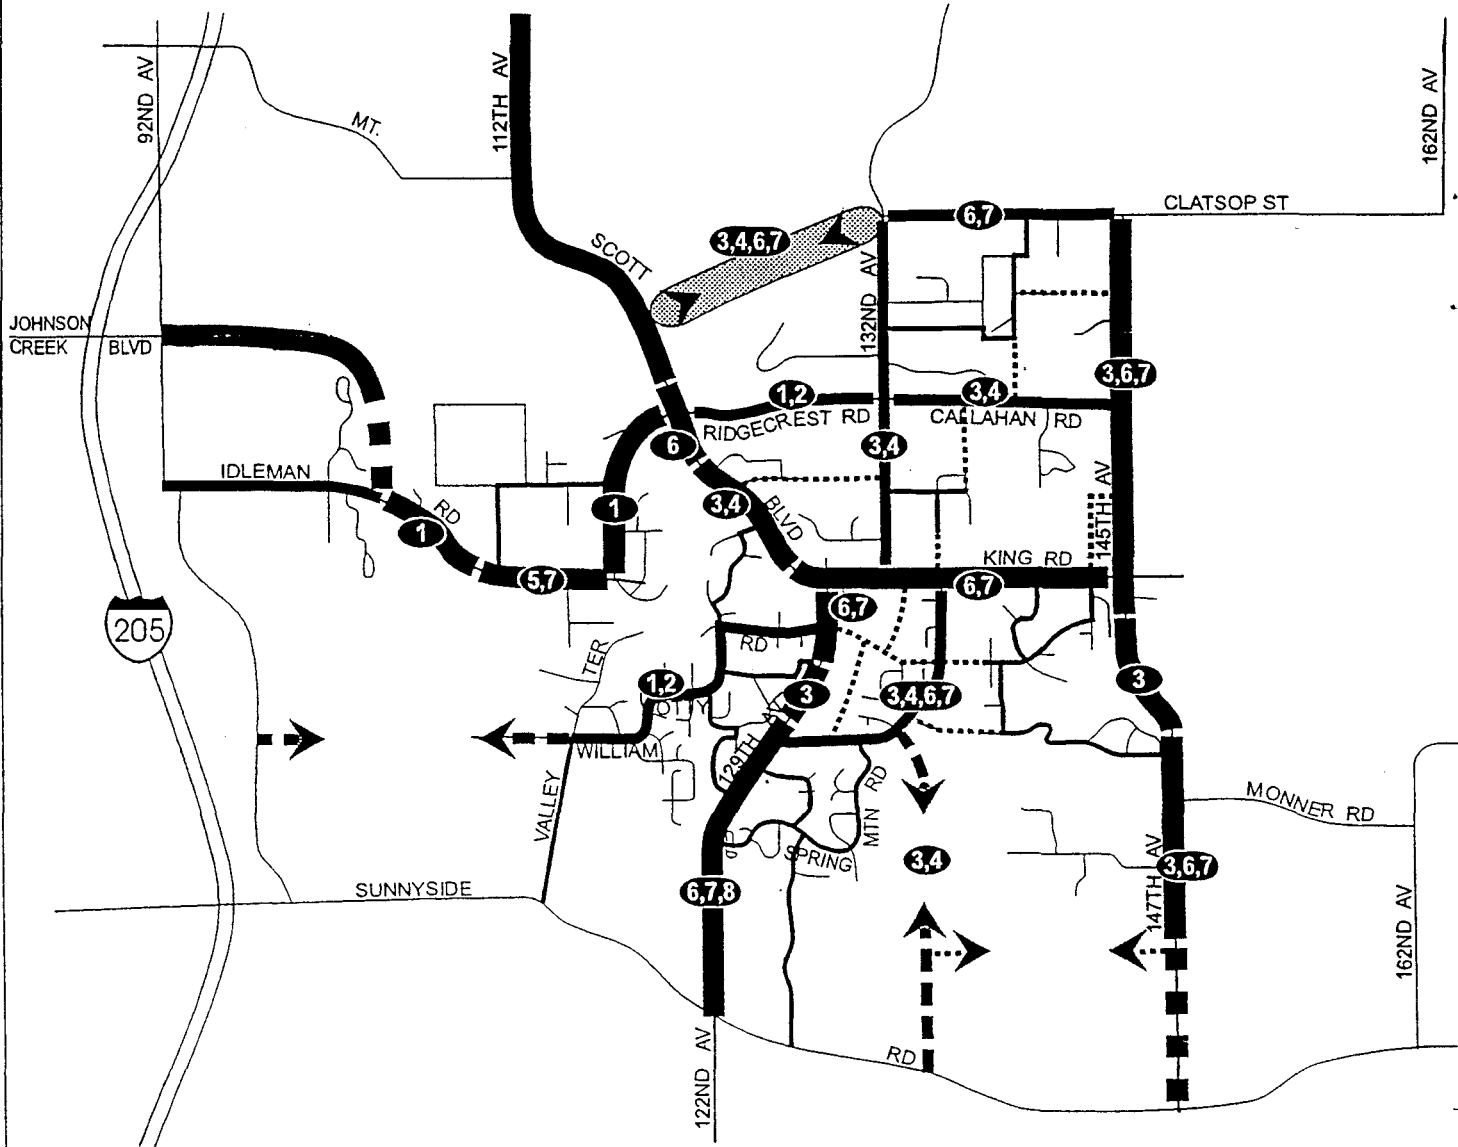 92ND AV
MT.
112TH AV
SCOTT
3,4,6,7
6,7
CLATSOP ST
162ND AV
132ND AV
JOHNSON
CREEK BLVD
3,6,7
1,2
3,4
RIDGECREST RD
CALLAHAN RD
6
3,4
IDLEMAN
RD
1
1
3,4
BLVD
145TH AV
KING RD
5,7
6,7
6,7
205
TER
RD
1,2
3
3,4,6,7
3
OTTY
WILLIAM
129TH AV
VALLEY
MTN RD
SPRING
MONNER RD
3,4
147TH AV
3,6,7
SUNNYSIDE
6,7,8
162ND AV
RD
122ND AV